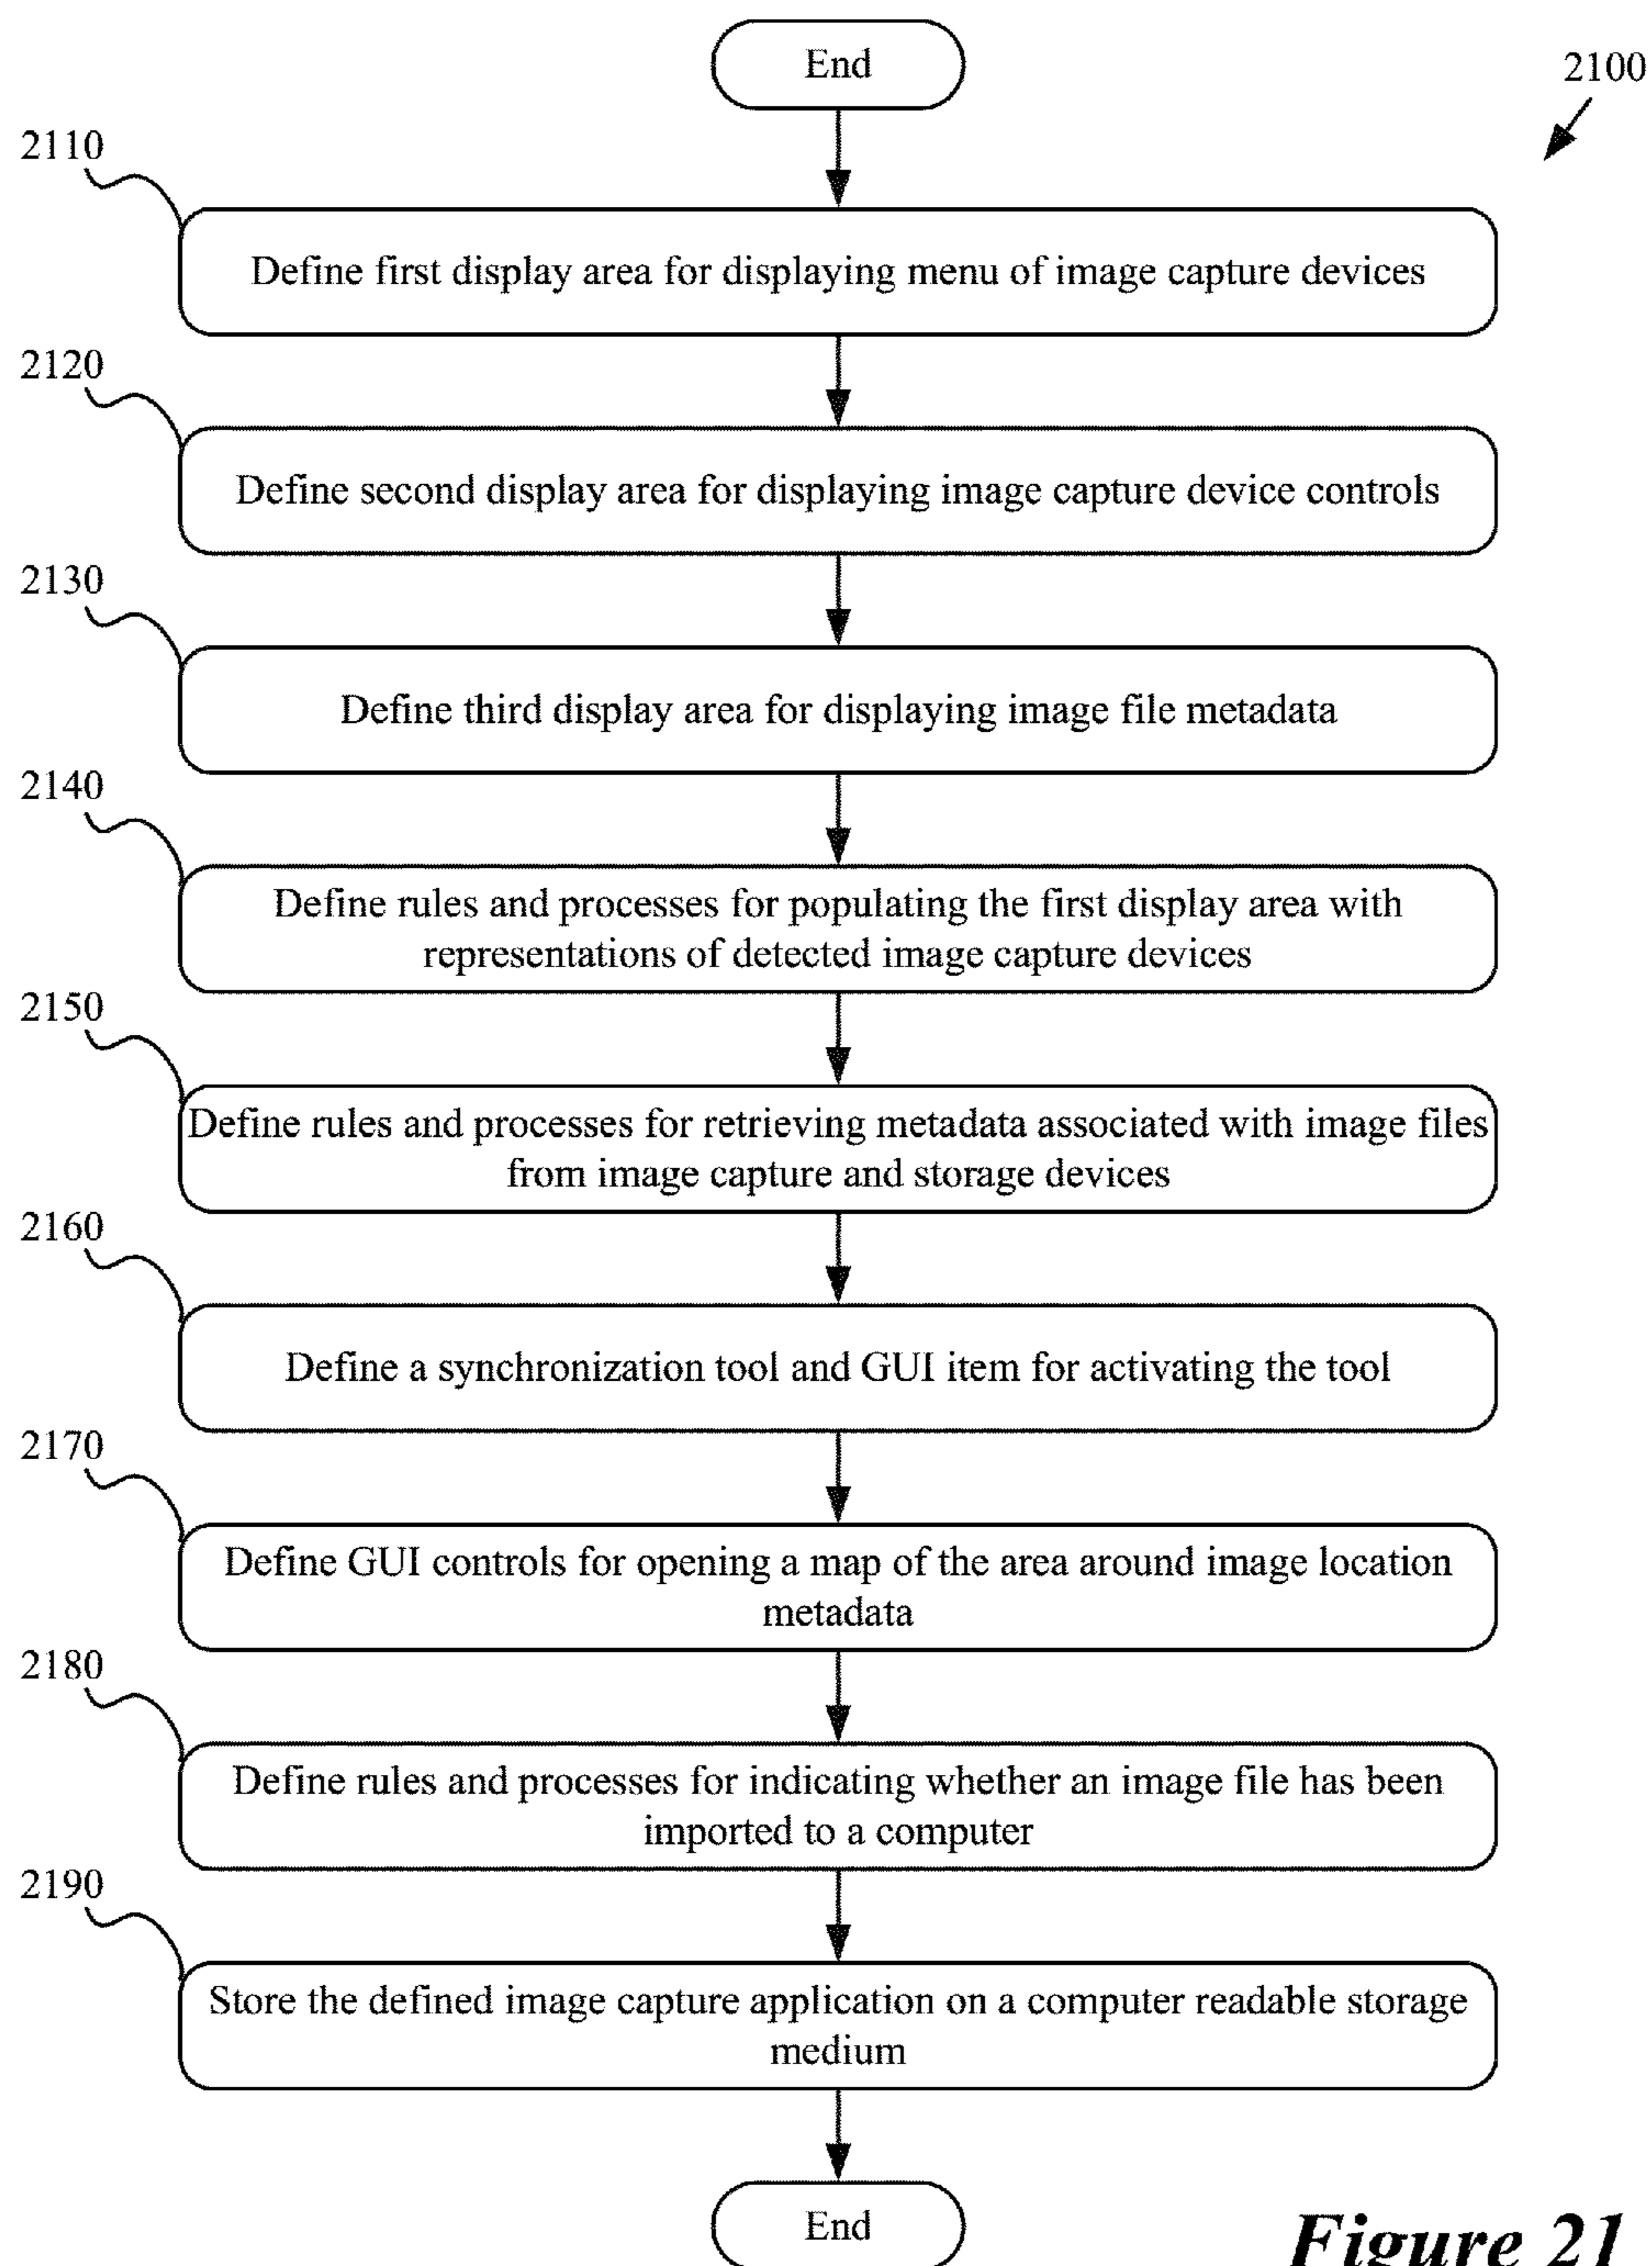 End
2100
2110
Define first display area for displaying menu of image capture devices
2120
Define second display area for displaying image capture device controls
2130
Define third display area for displaying image file metadata
2140
Define rules and processes for populating the first display area with
representations of detected image capture devices
2150
Define rules and processes for retrieving metadata associated with image files
from image capture and storage devices
2160
Define a synchronization tool and GUI item for activating the tool
2170
Define GUI controls for opening a map of the area around image location
metadata
2180
Define rules and processes for indicating whether an image file has been
imported to a computer
2190
Store the defined image capture application on a computer readable storage
medium
End
Figure 21